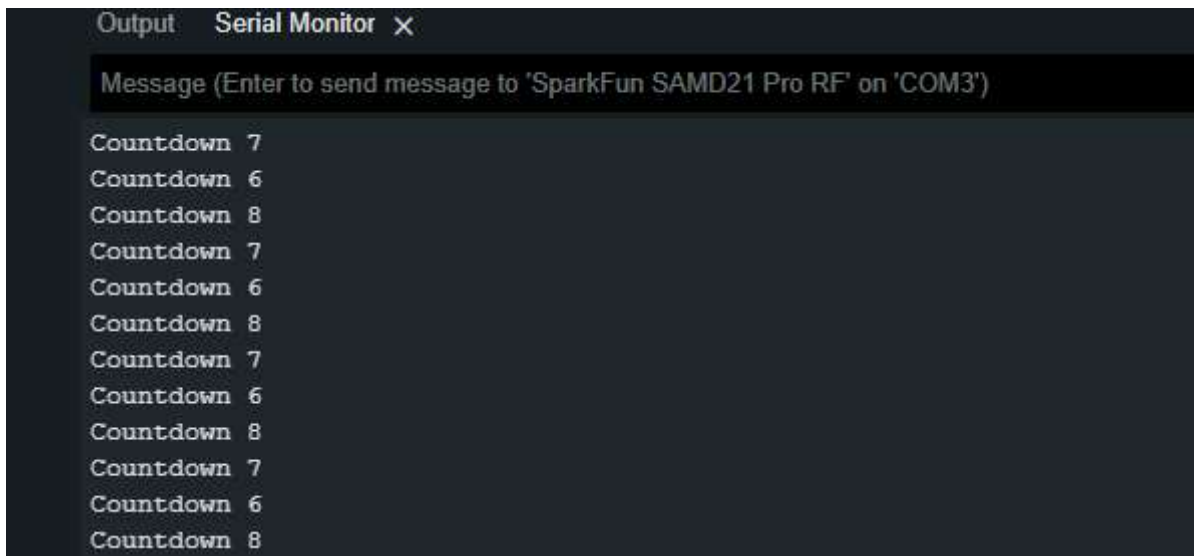 Output Serial Monitor ×
Message (Enter to send message to 'SparkFun SAMD21 Pro RF' on 'COM3')
Countdown 7
Countdown 6
Countdown 8
Countdown 7
Countdown 6
Countdown 8
Countdown 7
Countdown 6
Countdown 8
Countdown 7
Countdown 6
Countdown 8